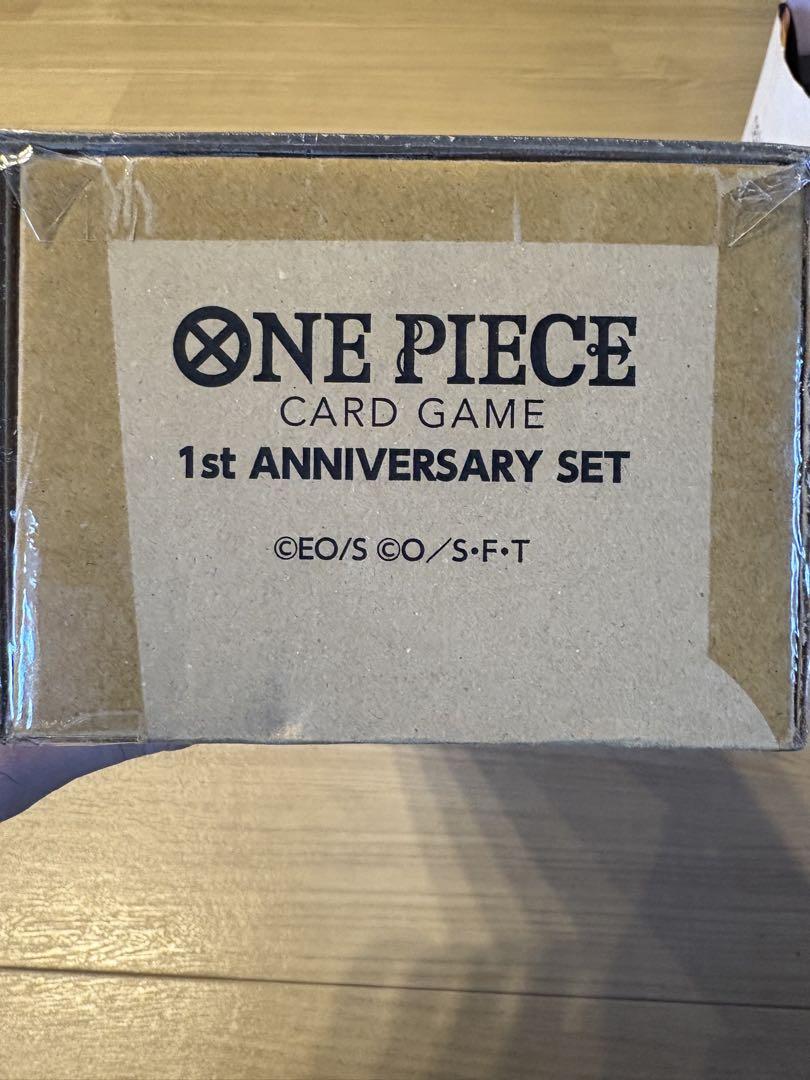 ONE PIECE
CARD GAME
1st ANNIVERSARY SET
©EO/S ©O/S・F・T